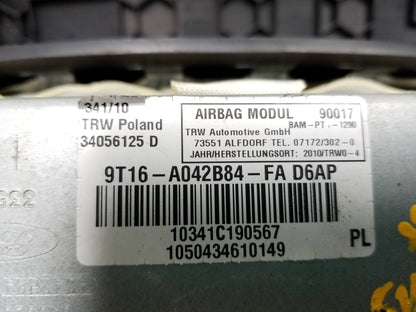 341/10
TRW Poland
34056125 D
AIRBAG MODUL 90017
TRW Automotive GmbH BAM-PT.-1290
73551 ALFDORF TEL. 07172/302-0
JAHR/HERSTELLUNGSORT: 2010/TRWO-4
9T16-A042B84-FA D6AP
10341C190567
1050434610149
PL